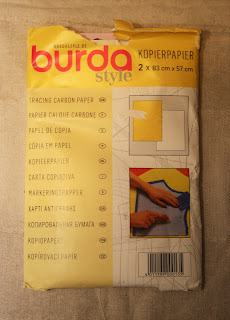 burda
style
KOPIERPAPIER
2 x 83 cm x 57 cm
TRACING CARBON PAPER
PAPIER CALQUE CARBONE
PAPEL DE COPIA
CÓPIA EM PAPEL
KOPIEERPAPIER
CARTA COPIATIVA
MARKERINGSPAPPER
ΧΑΡΤΙ ΑΝΤΙΓΡΑΦΗΣ
КОПИРОВАЛЬНАЯ БУМАГА
KOPIOPAPERI
KOPÍROVACÍ PAPÍR